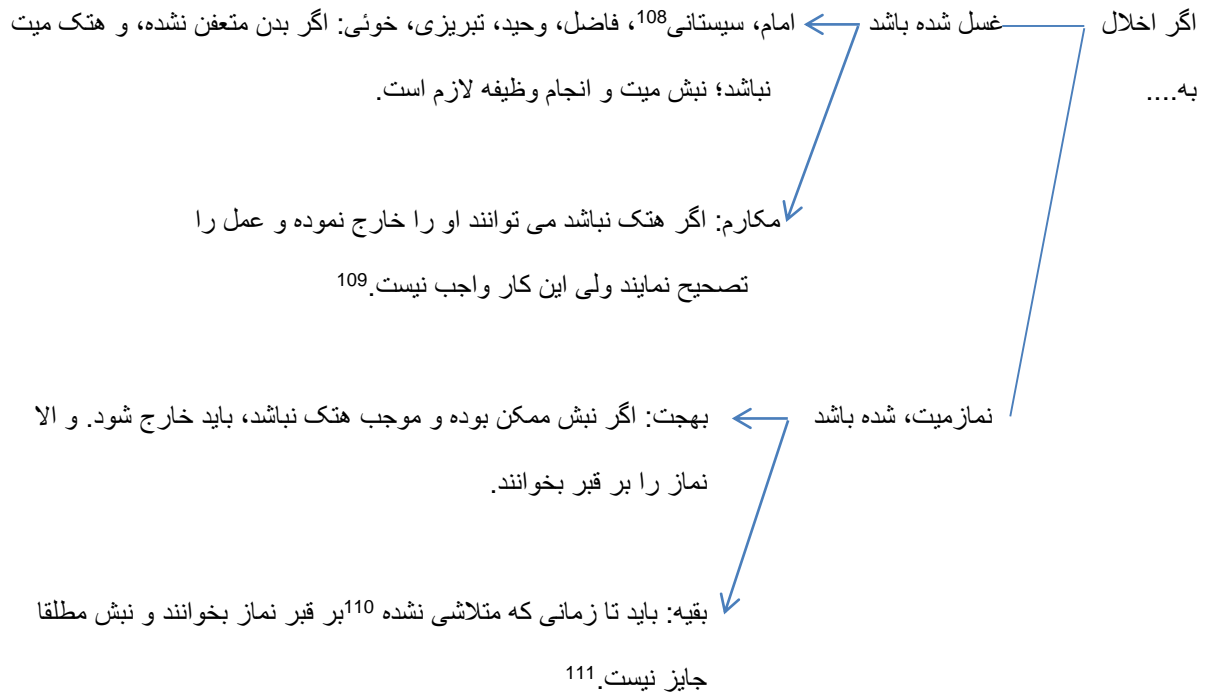 اگر اخلال غسل شده باشد امام، سیستانی108، فاضل، وحید، تبریزی، خوئی: اگر بدن متعفن نشده، و هتک میت
به.... نباشد؛ نبش میت و انجام وظیفه لازم است.
مکارم: اگر هتک نباشد می توانند او را خارج نموده و عمل را
تصحیح نمایند ولی این کار واجب نیست.109
نمازمیت، شده باشد بهجت: اگر نبش ممکن بوده و موجب هتک نباشد، باید خارج شود. و الا
نماز را بر قبر بخوانند.
بقیه: باید تا زمانی که متلاشی نشده 110بر قبر نماز بخوانند و نبش مطلقا
جایز نیست.111